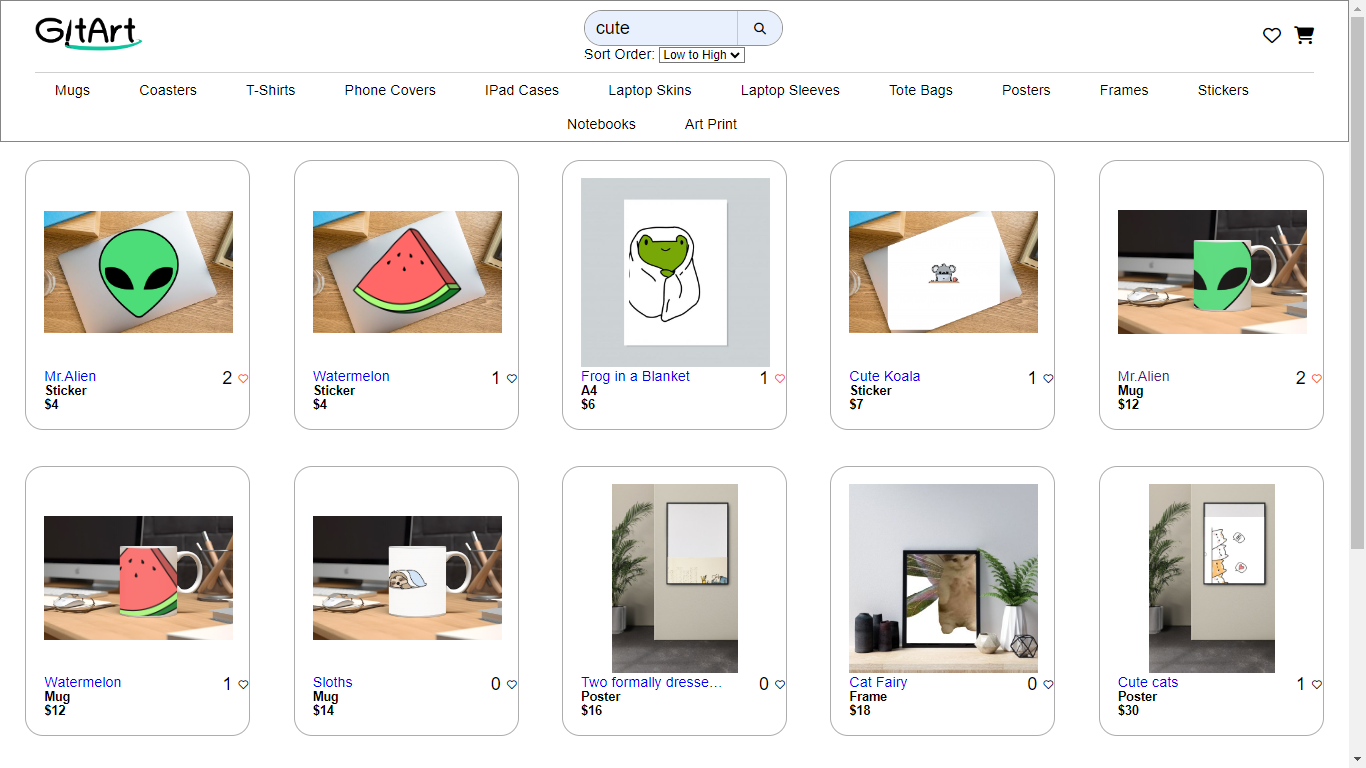 GitArt
cute
Sort Order: Low to High
Mugs Coasters T-Shirts Phone Covers IPad Cases Laptop Skins Laptop Sleeves Tote Bags Posters Frames Stickers
Notebooks Art Print
Mr.Alien 2
Sticker
$4
Watermelon 1
Sticker
$4
Frog in a Blanket 1
A4
$6
Cute Koala 1
Sticker
$7
Mr.Alien 2
Mug
$12
Watermelon 1
Mug
$12
Sloths 0
Mug
$14
Two formally dresse... 0
Poster
$16
Cat Fairy 0
Frame
$18
Cute cats 1
Poster
$30